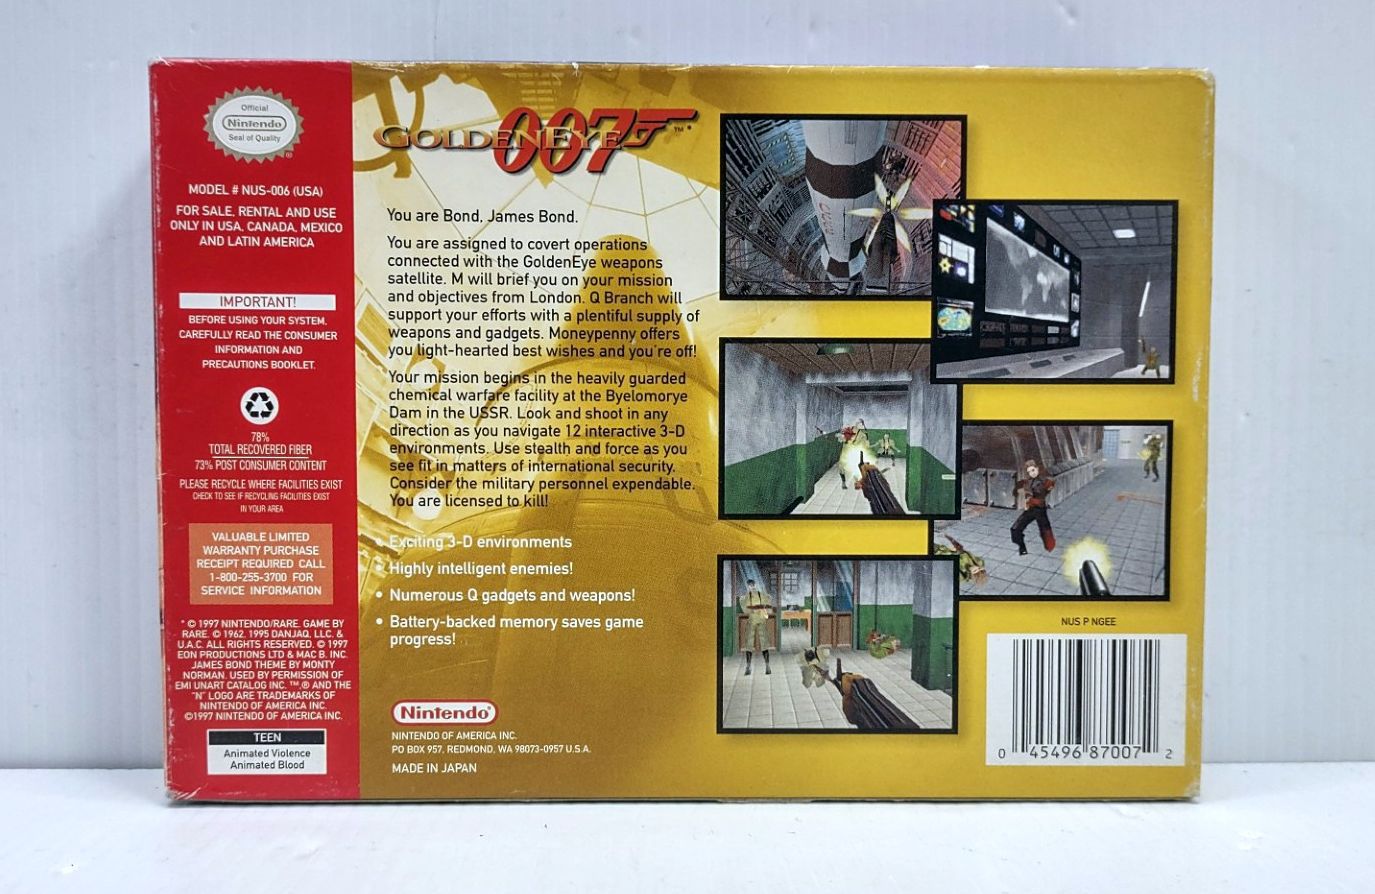 Official
Nintendo
Seal of Quality
®
MODEL # NUS-006 (USA)
FOR SALE, RENTAL AND USE
ONLY IN USA, CANADA, MEXICO
AND LATIN AMERICA
IMPORTANT!
BEFORE USING YOUR SYSTEM,
CAREFULLY READ THE CONSUMER
INFORMATION AND
PRECAUTIONS BOOKLET.
78%
TOTAL RECOVERED FIBER
73% POST CONSUMER CONTENT
PLEASE RECYCLE WHERE FACILITIES EXIST
CHECK TO SEE IF RECYCLING FACILITIES EXIST
IN YOUR AREA
VALUABLE LIMITED
WARRANTY PURCHASE
RECEIPT REQUIRED CALL
1-800-255-3700 FOR
SERVICE INFORMATION
* © 1997 NINTENDO/RARE. GAME BY
RARE. © 1962, 1995 DANJAQ, LLC. &
U.A.C. ALL RIGHTS RESERVED. © 1997
EON PRODUCTIONS LTD & MAC B. INC.
JAMES BOND THEME BY MONTY
NORMAN. USED BY PERMISSION OF
EMI UNART CATALOG INC. ™,® AND THE
"N" LOGO ARE TRADEMARKS OF
NINTENDO OF AMERICA INC.
©1997 NINTENDO OF AMERICA INC.
TEEN
Animated Violence
Animated Blood
GOLDENEYE 007 ™*
You are Bond, James Bond.
You are assigned to covert operations
connected with the GoldenEye weapons
satellite. M will brief you on your mission
and objectives from London. Q Branch will
support your efforts with a plentiful supply of
weapons and gadgets. Moneypenny offers
you light-hearted best wishes and you're off!
Your mission begins in the heavily guarded
chemical warfare facility at the Byelomorye
Dam in the USSR. Look and shoot in any
direction as you navigate 12 interactive 3-D
environments. Use stealth and force as you
see fit in matters of international security.
Consider the military personnel expendable.
You are licensed to kill!
• Exciting 3-D environments
• Highly intelligent enemies!
• Numerous Q gadgets and weapons!
• Battery-backed memory saves game
progress!
Nintendo®
NINTENDO OF AMERICA INC.
PO BOX 957, REDMOND, WA 98073-0957 U.S.A.
MADE IN JAPAN
NUS P NGEE
0 45496 87007 2